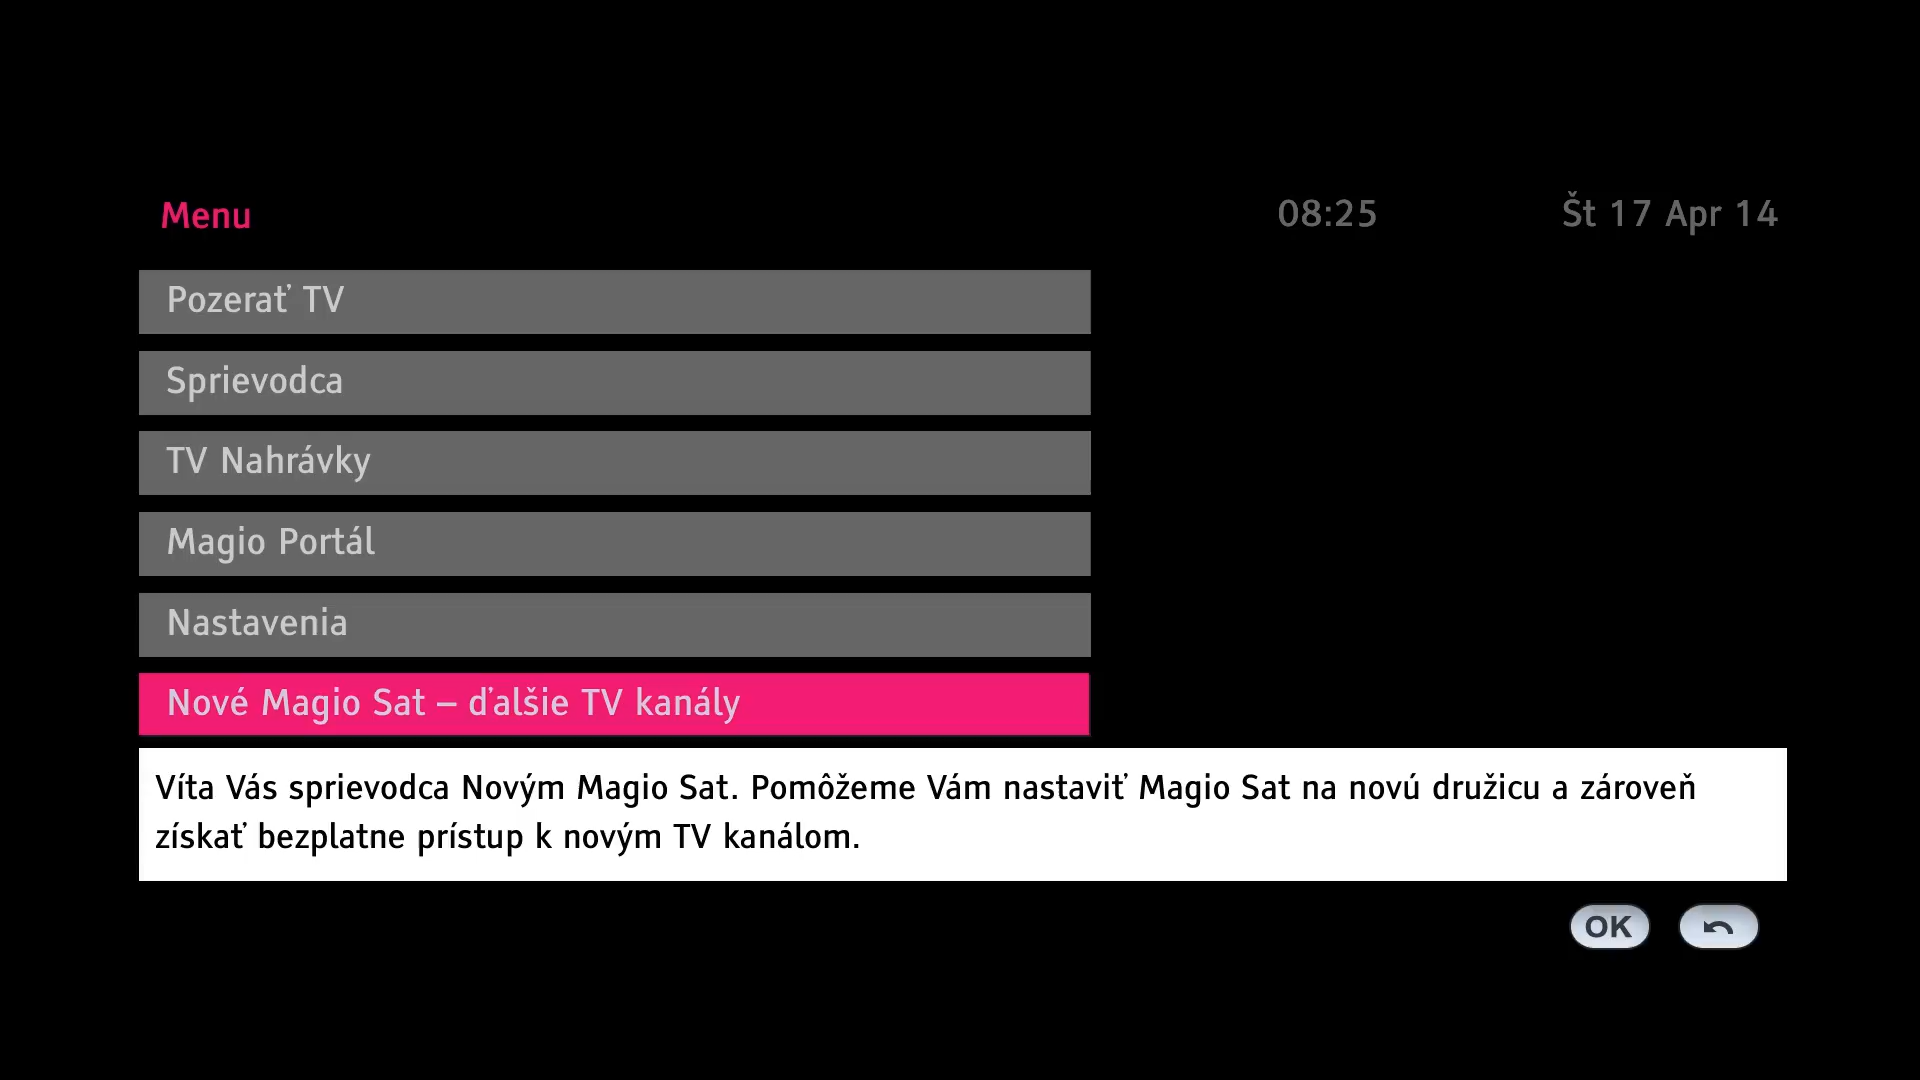 Menu
08:25
Št 17 Apr 14
Pozerať TV
Sprievodca
TV Nahrávky
Magio Portál
Nastavenia
Nové Magio Sat – ďalšie TV kanály
Víta Vás sprievodca Novým Magio Sat. Pomôžeme Vám nastaviť Magio Sat na novú družicu a zároveň
získať bezplatne prístup k novým TV kanálom.
OK